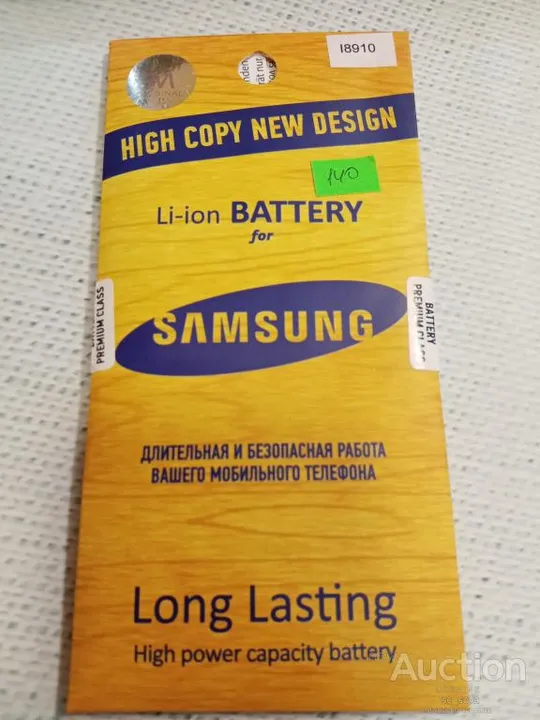 I8910
HIGH COPY NEW DESIGN
140
Li-ion BATTERY
for
SAMSUNG
PREMIUM CLASS
BATTERY
PREMIUM CLASS
ДЛИТЕЛЬНАЯ И БЕЗОПАСНАЯ РАБОТА
ВАШЕГО МОБИЛЬНОГО ТЕЛЕФОНА
Long Lasting
High power capacity battery
Auction